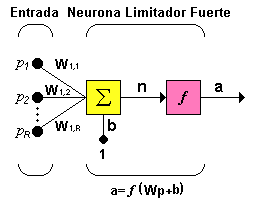 Entrada Neurona Limitador Fuerte
p1 W1,1
p2 W1,2 Σ n f a
pR W1,R b
1
a=f(Wp+b)